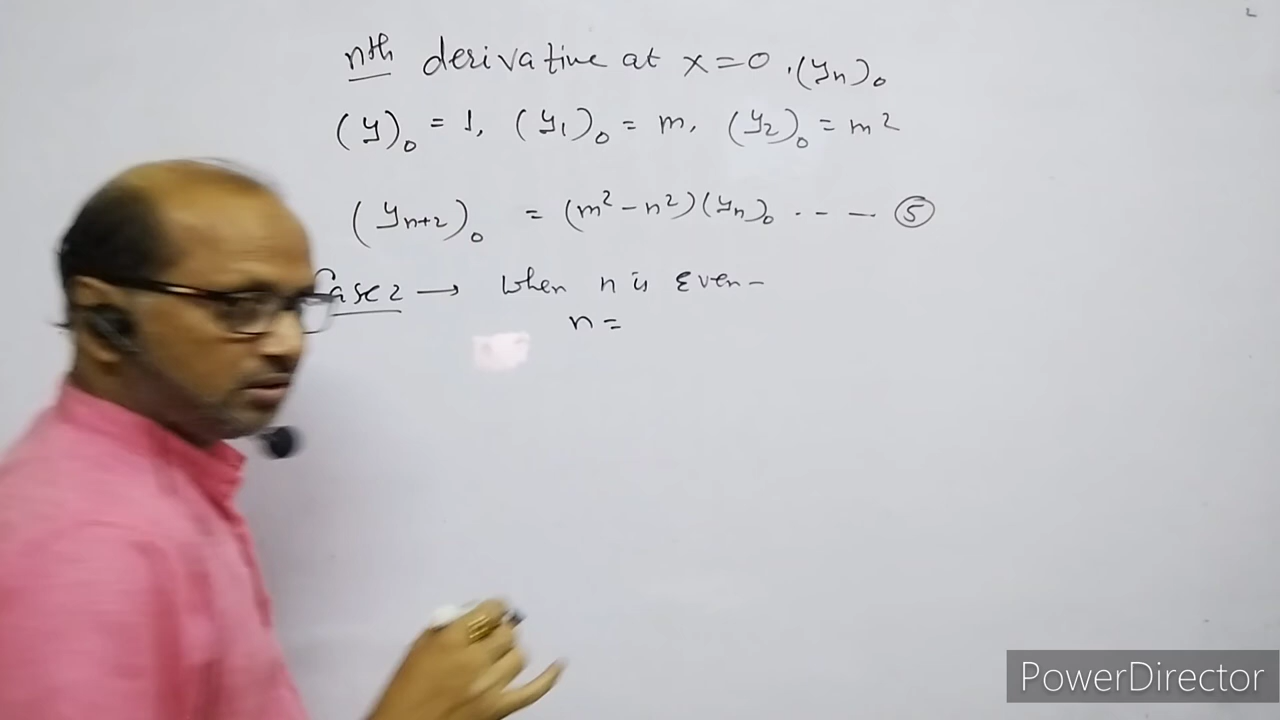 nth derivative at x=0 . (yn)₀
(y)₀ = 1, (y₁)₀ = m, (y₂)₀ = m²
(yn+2)₀ = (m² – n²)(yn)₀ - - - ⑤
Case 2 → When n is Even –
n =
PowerDirector